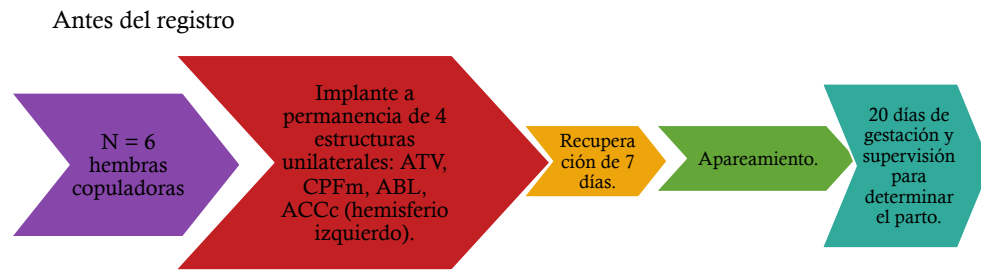 Antes del registro
N = 6
hembras
copuladoras
Implante a
permanencia de 4
estructuras
unilaterales: ATV,
CPFm, ABL,
ACCc (hemisferio
izquierdo).
Recupera
ción de 7
días.
Apareamiento.
20 días de
gestación y
supervisión
para
determinar
el parto.